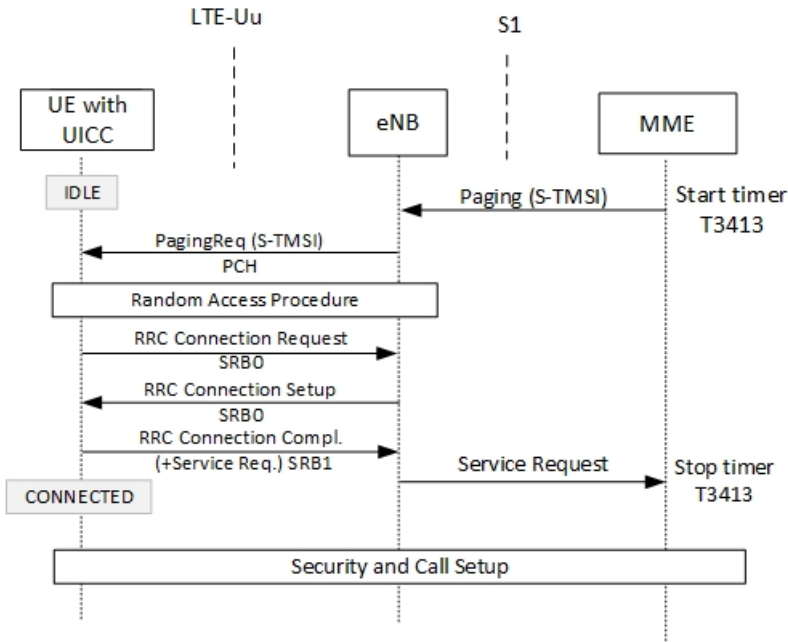 LTE-Uu
S1
UE with
UICC
eNB
MME
IDLE
Paging (S-TMSI)
Start timer
T3413
PagingReq (S-TMSI)
PCH
Random Access Procedure
RRC Connection Request
SRB0
RRC Connection Setup
SRB0
RRC Connection Compl.
(+Service Req.) SRB1
Service Request
Stop timer
T3413
CONNECTED
Security and Call Setup